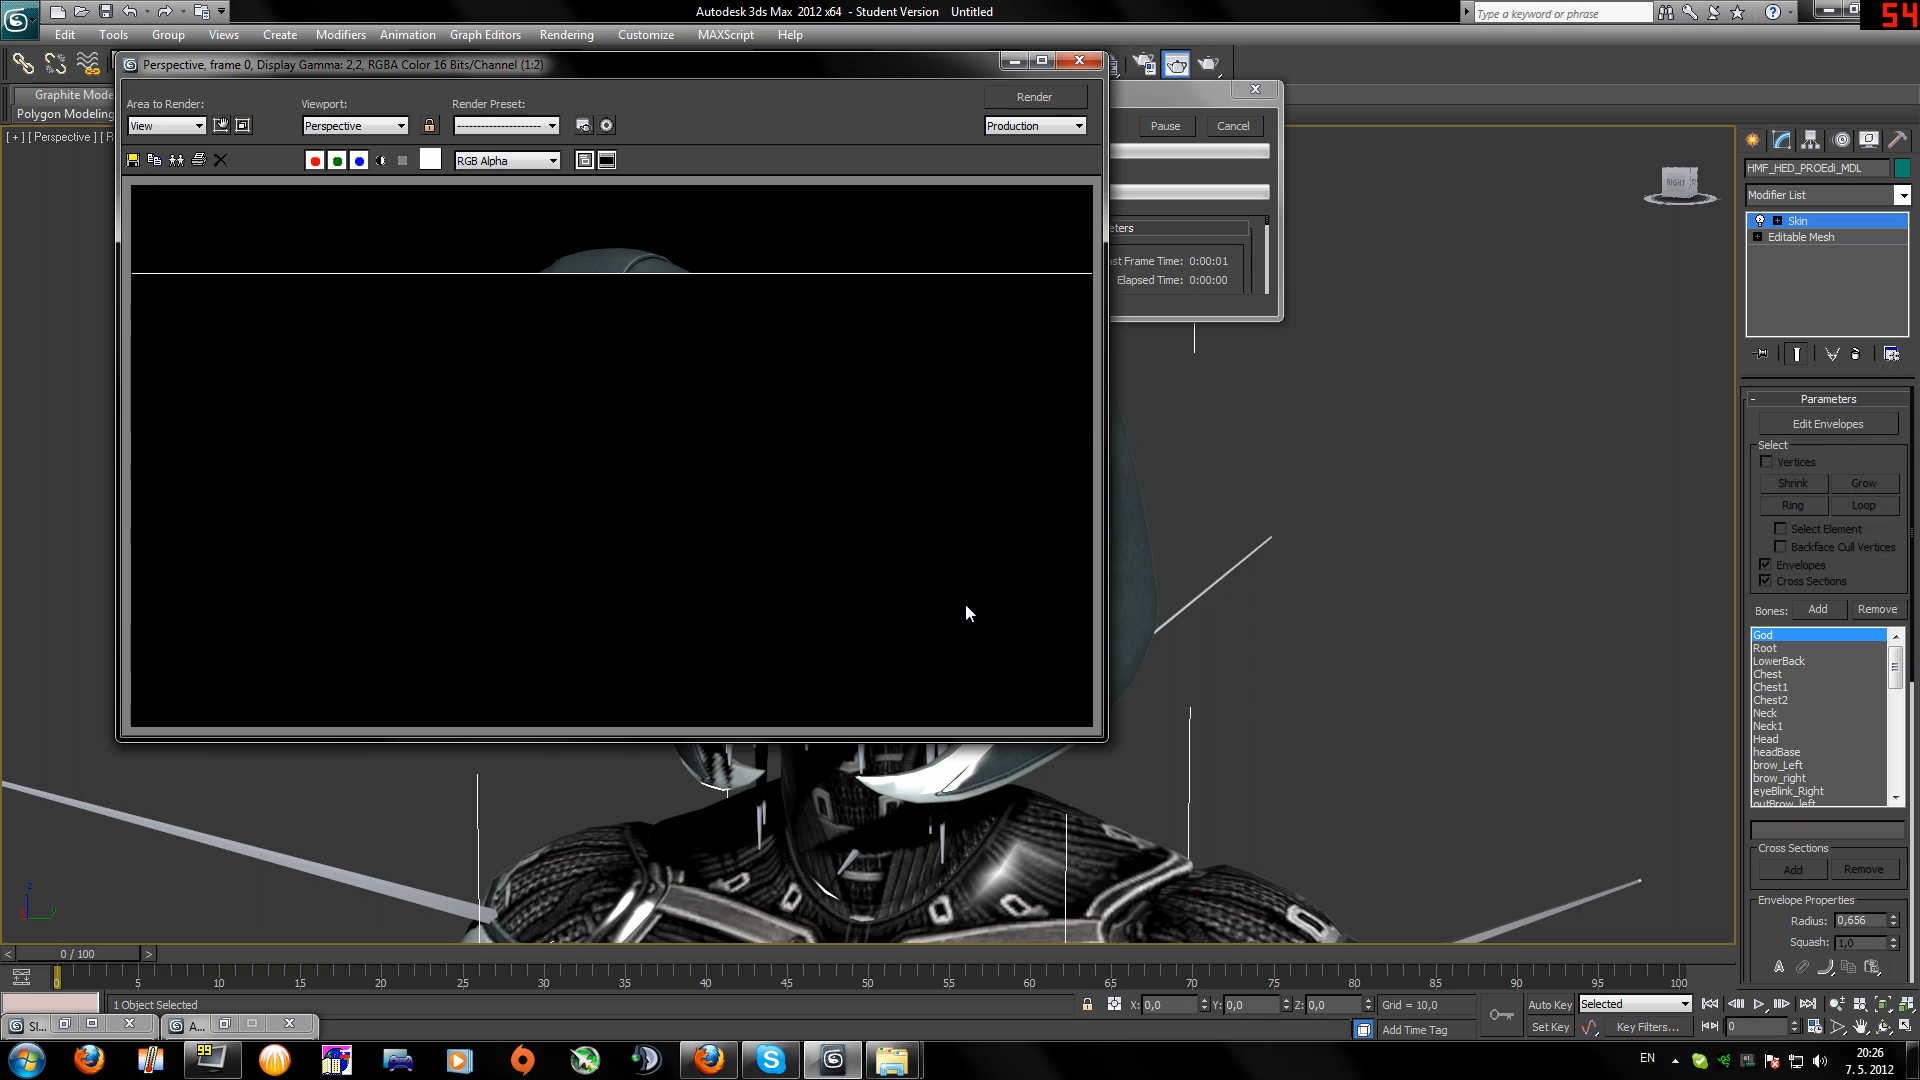 Autodesk 3ds Max 2012 x64 - Student Version Untitled
Type a keyword or phrase
54
Edit Tools Group Views Create Modifiers Animation Graph Editors Rendering Customize MAXScript Help
Perspective, frame 0, Display Gamma: 2,2, RGBA Color 16 Bits/Channel (1:2)
Graphite Mode
Polygon Modeling
[ + ] [ Perspective ] [
Area to Render:
Viewport:
Render Preset:
Render
View
Perspective
Production
RGB Alpha
Pause
Cancel
eters
st Frame Time: 0:00:01
Elapsed Time: 0:00:00
RIGHT
HMF_HED_PROEdi_MDL
Modifier List
Skin
Editable Mesh
Parameters
Edit Envelopes
Select
Vertices
Shrink
Grow
Ring
Loop
Select Element
Backface Cull Vertices
Envelopes
Cross Sections
Bones:
Add
Remove
God
Root
LowerBack
Chest
Chest1
Chest2
Neck
Neck1
Head
headBase
brow_Left
brow_right
eyeBlink_Right
outBrow_left
Cross Sections
Add
Remove
Envelope Properties
Radius: 0,656
Squash: 1,0
z
y
0 / 100
0 5 10 15 20 25 30 35 40 45 50 55 60 65 70 75 80 85 90 95 100
1 Object Selected
X: 0,0
Y: 0,0
Z: 0,0
Grid = 10,0
Auto Key
Selected
Add Time Tag
Set Key
Key Filters...
0
Sl...
A...
99
EN
20:26
7. 5. 2012